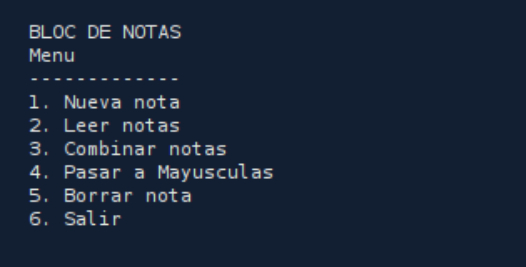 BLOC DE NOTAS
Menu
-------------
1. Nueva nota
2. Leer notas
3. Combinar notas
4. Pasar a Mayusculas
5. Borrar nota
6. Salir